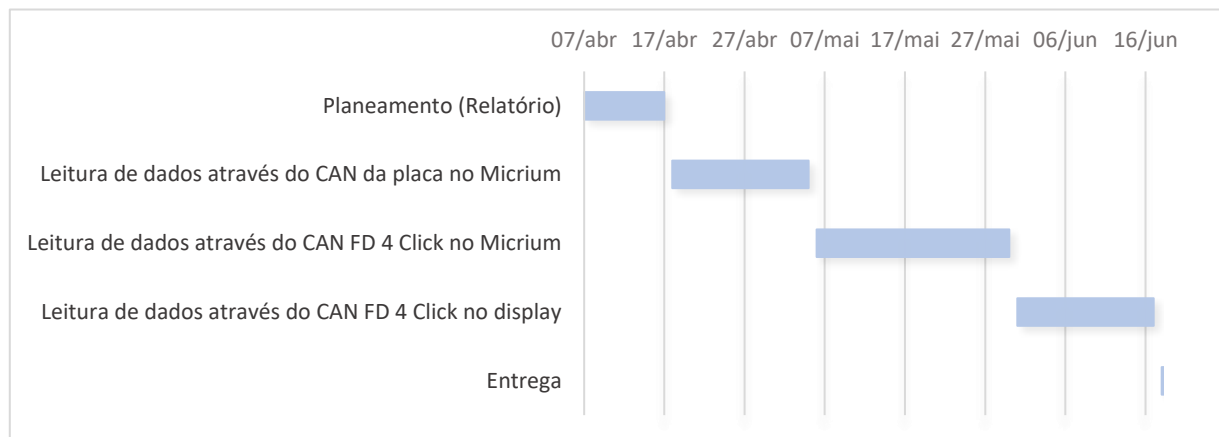 07/abr 17/abr 27/abr 07/mai 17/mai 27/mai 06/jun 16/jun
Planeamento (Relatório)
Leitura de dados através do CAN da placa no Micrium
Leitura de dados através do CAN FD 4 Click no Micrium
Leitura de dados através do CAN FD 4 Click no display
Entrega